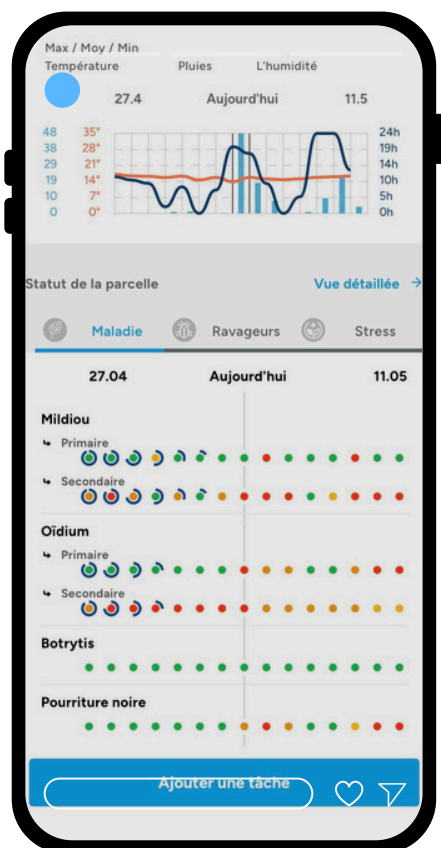 Max / Moy / Min
Température Pluies L'humidité
27.4 Aujourd'hui 11.5
48 35° 24h
38 28° 19h
29 21° 14h
19 14° 10h
10 7° 5h
0 0° 0h
Statut de la parcelle Vue détaillée →
Maladie Ravageurs Stress
27.04 Aujourd'hui 11.05
Mildiou
↳ Primaire
↳ Secondaire
Oïdium
↳ Primaire
↳ Secondaire
Botrytis
Pourriture noire
Ajouter une tâche